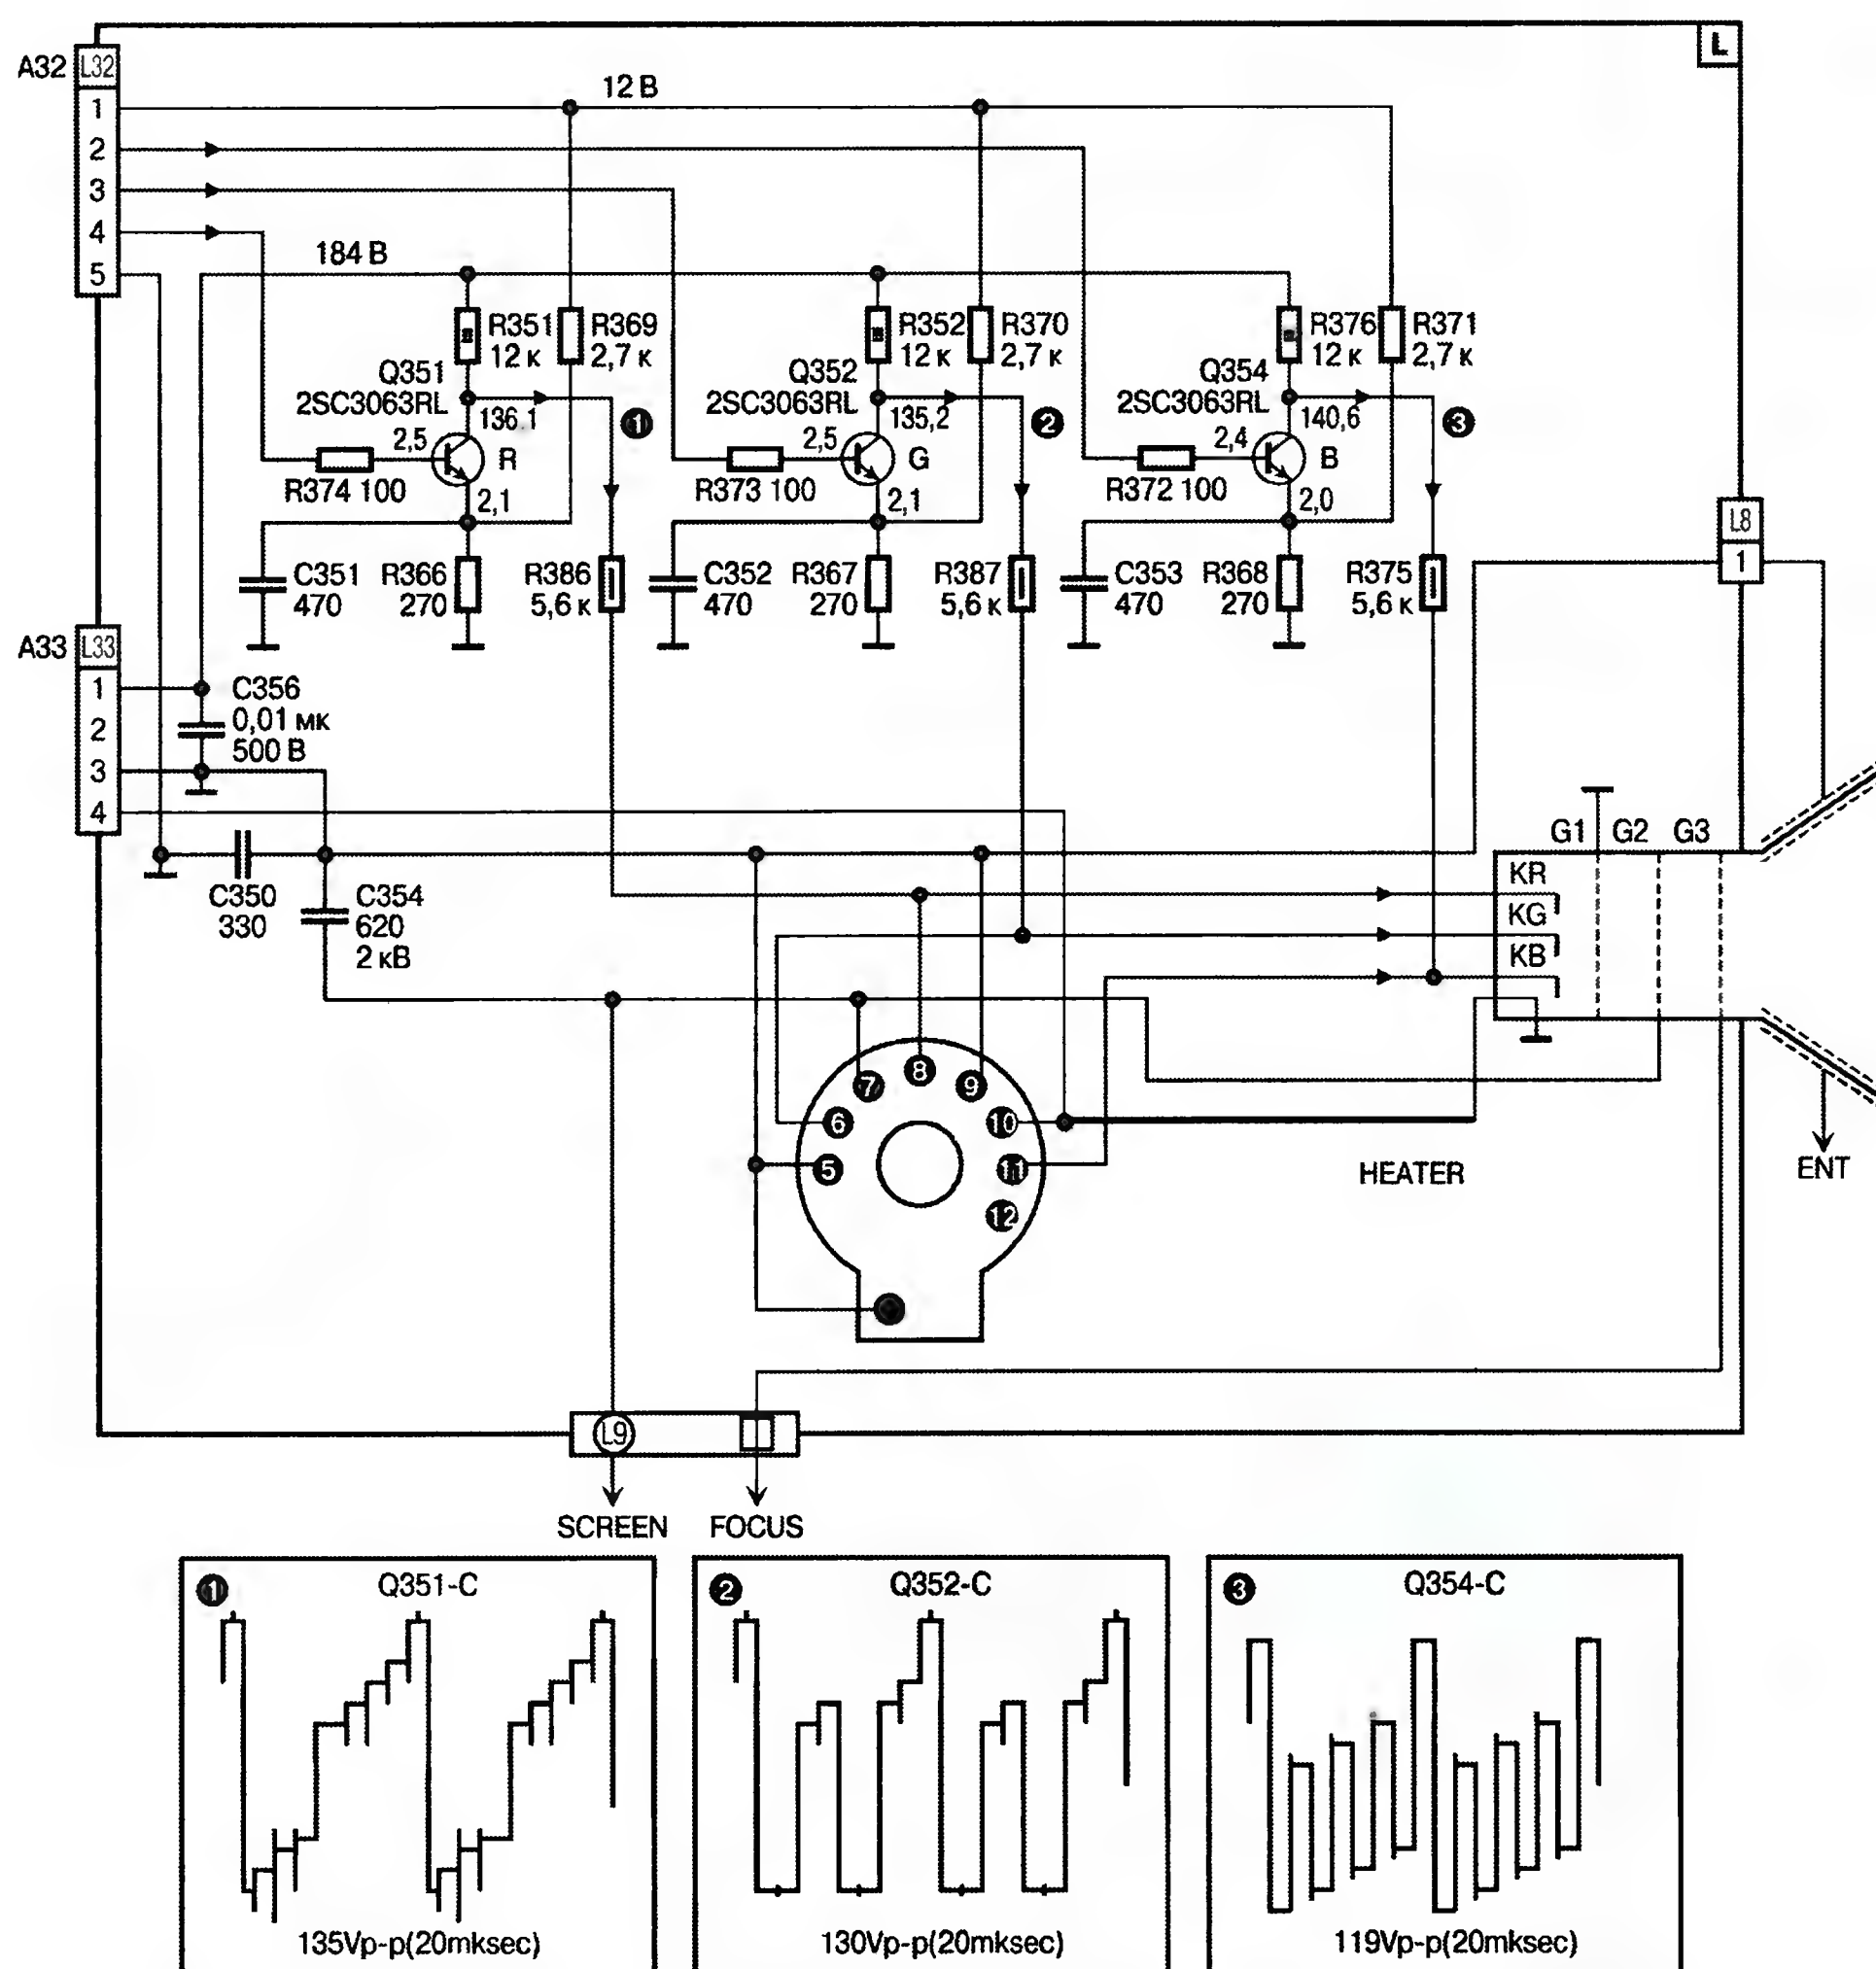 L
A32 L32
1
2
3
4
5
12 В
184 В
R351
12 к
R369
2,7 к
R352
12 к
R370
2,7 к
R376
12 к
R371
2,7 к
Q351
2SC3063RL
136,1
2,5
R
2,1
R374 100
1
Q352
2SC3063RL
135,2
2,5
G
2,1
R373 100
2
Q354
2SC3063RL
140,6
2,4
B
2,0
R372 100
3
C351
470
R366
270
R386
5,6 к
C352
470
R367
270
R387
5,6 к
C353
470
R368
270
R375
5,6 к
L8
1
A33 L33
1
2
3
4
C356
0,01 мк
500 В
C350
330
C354
620
2 кВ
G1 G2 G3
KR
KG
KB
5
6
7
8
9
10
11
12
HEATER
ENT
L9
SCREEN FOCUS
1 Q351-C
135Vp-p(20mksec)
2 Q352-C
130Vp-p(20mksec)
3 Q354-C
119Vp-p(20mksec)